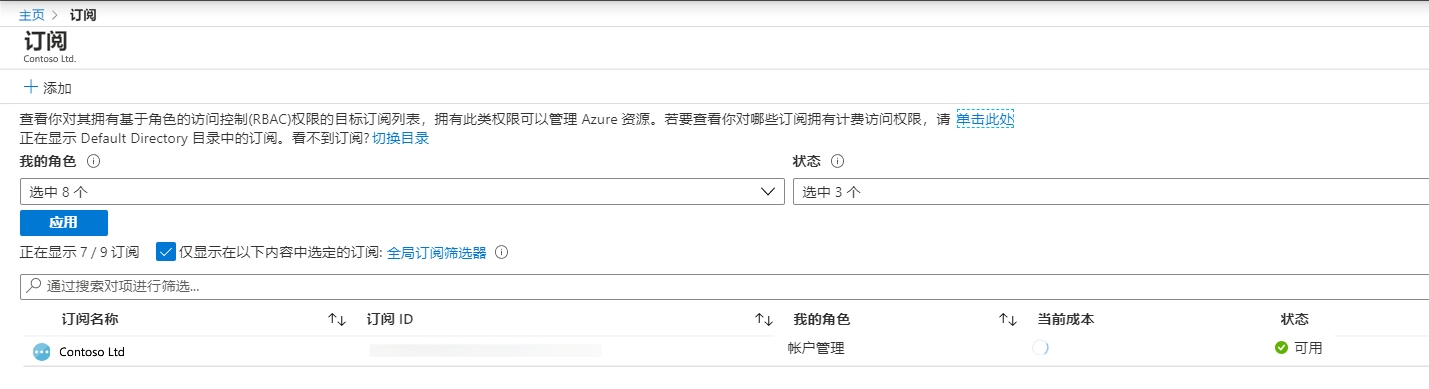 主页 > 订阅
订阅
Contoso Ltd.
+ 添加
查看你对其拥有基于角色的访问控制(RBAC)权限的目标订阅列表，拥有此类权限可以管理 Azure 资源。若要查看你对哪些订阅拥有计费访问权限，请 单击此处
正在显示 Default Directory 目录中的订阅。看不到订阅? 切换目录
我的角色 状态
选中 8 个 选中 3 个
应用
正在显示 7 / 9 订阅 仅显示在以下内容中选定的订阅: 全局订阅筛选器
通过搜索对项进行筛选...
订阅名称 订阅 ID 我的角色 当前成本 状态
Contoso Ltd 帐户管理 可用